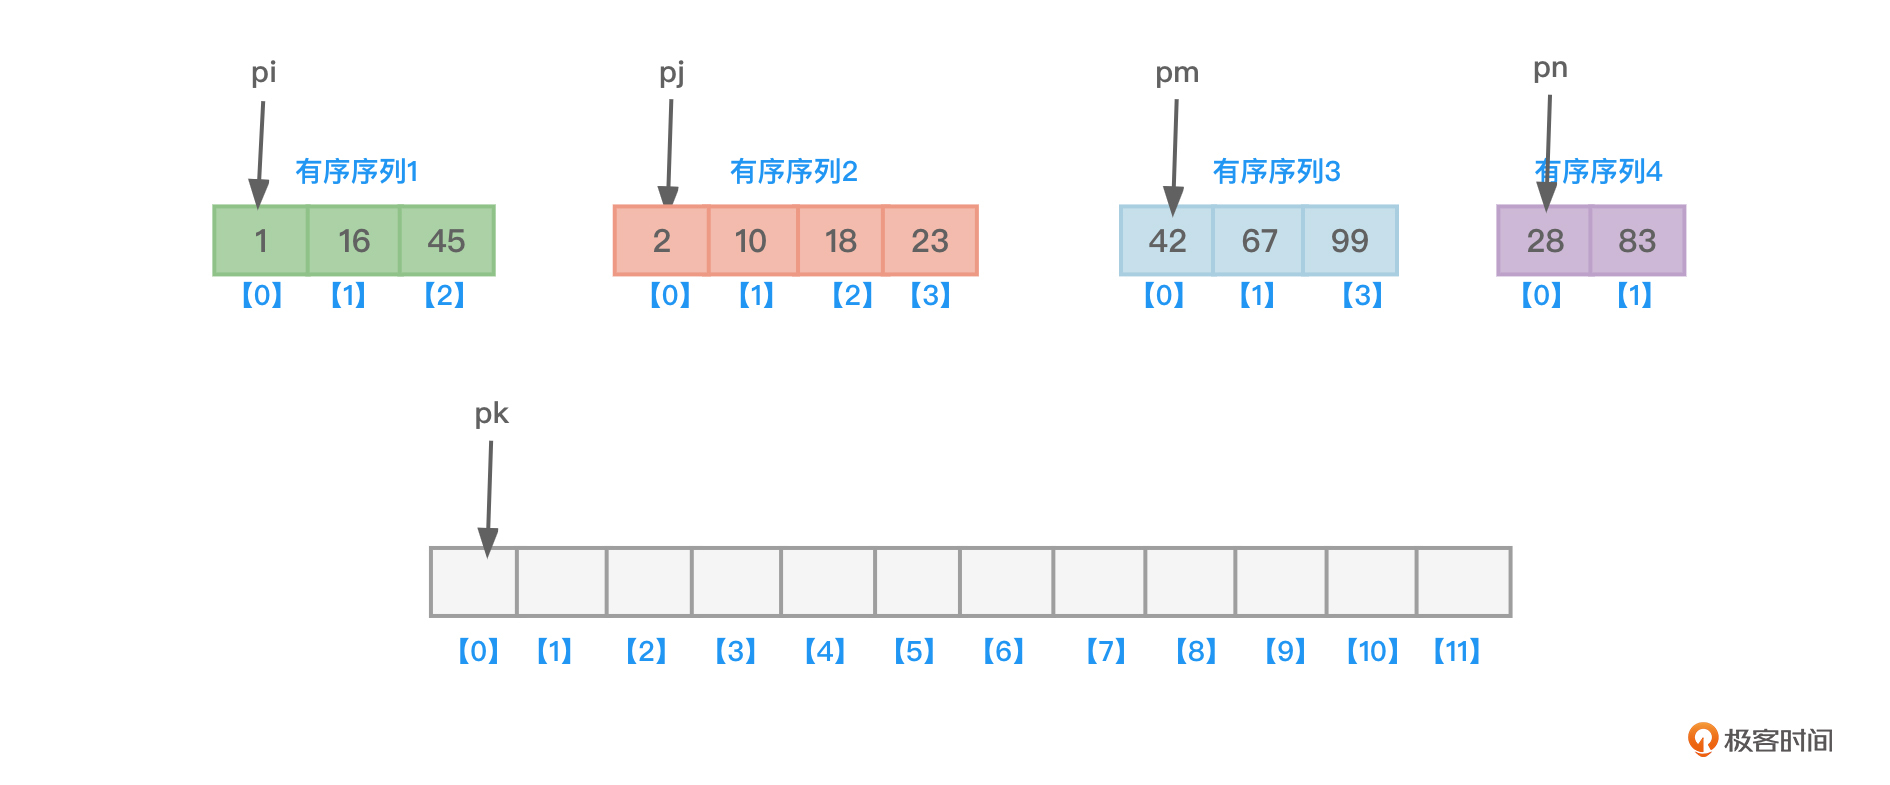 pi pj pm pn
有序序列1 有序序列2 有序序列3 有序序列4
1 16 45 2 10 18 23 42 67 99 28 83
【0】 【1】 【2】 【0】 【1】 【2】 【3】 【0】 【1】 【3】 【0】 【1】
pk
【0】 【1】 【2】 【3】 【4】 【5】 【6】 【7】 【8】 【9】 【10】 【11】
极客时间